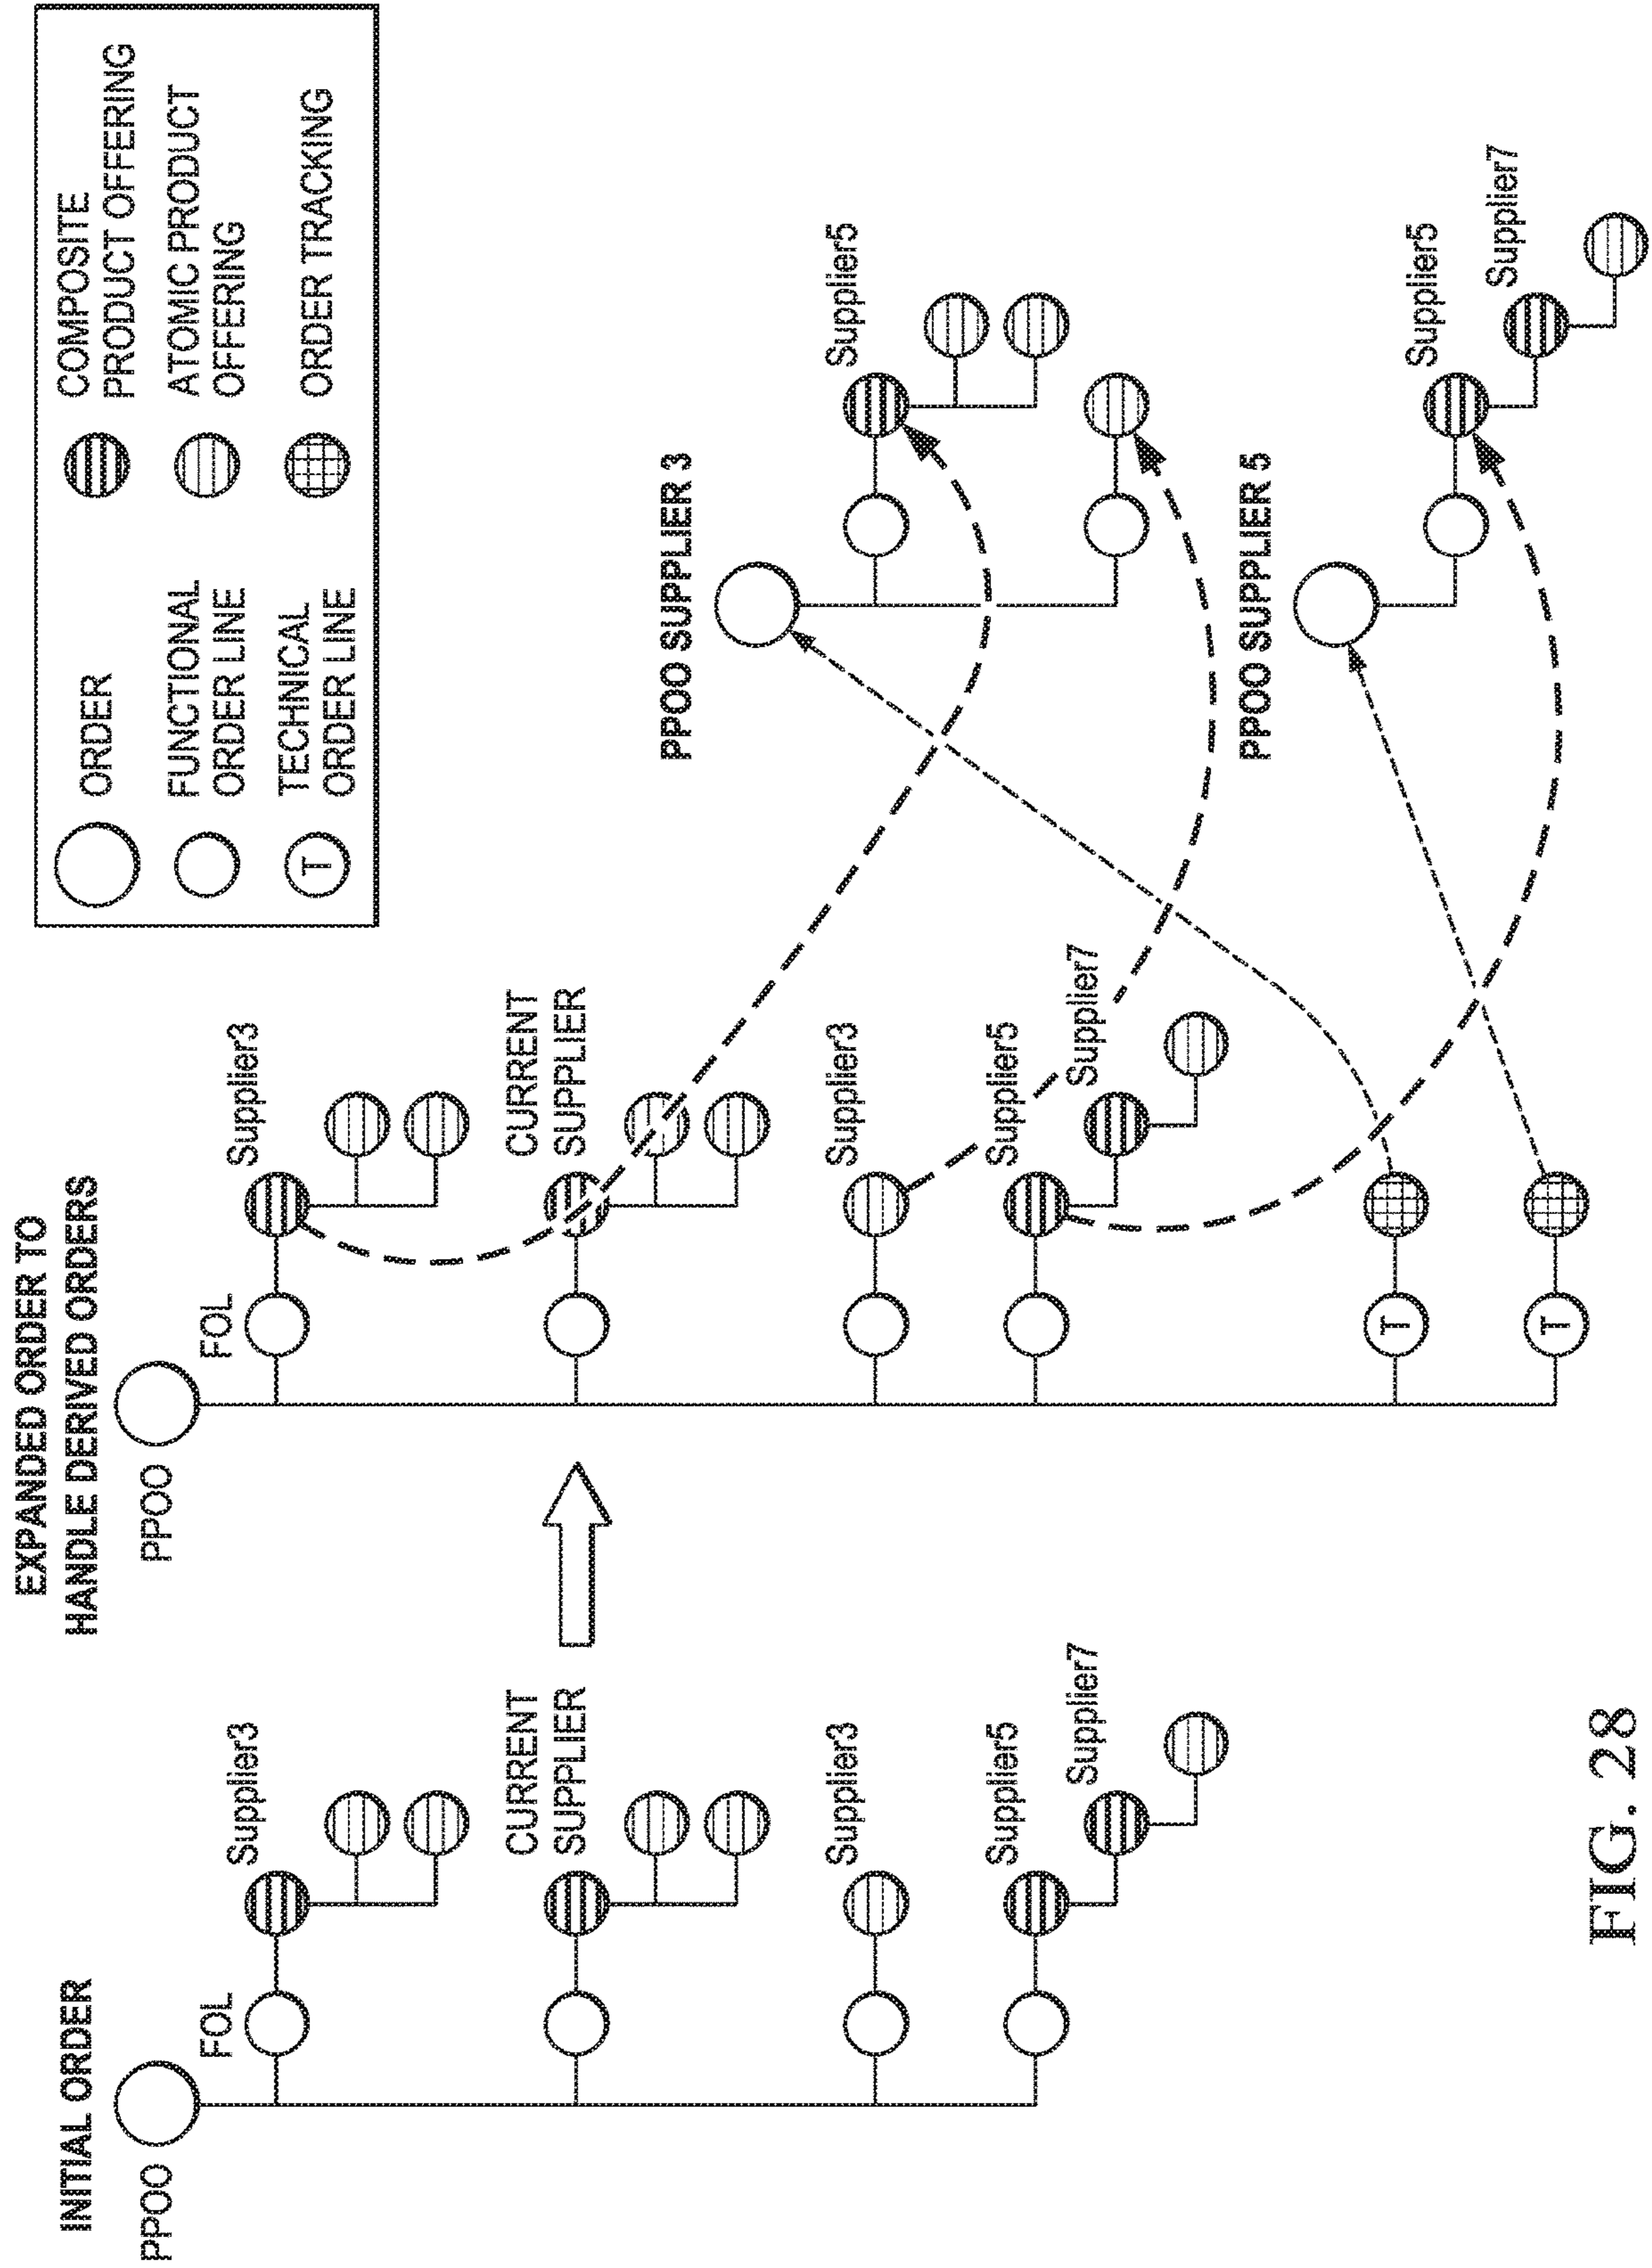 INITIAL ORDER
PPOO
FOL
Supplier3
CURRENT
SUPPLIER
Supplier3
Supplier5
Supplier7
EXPANDED ORDER TO
HANDLE DERIVED ORDERS
PPOO
FOL
Supplier3
CURRENT
SUPPLIER
Supplier3
Supplier5
Supplier7
T
T
ORDER
COMPOSITE
PRODUCT OFFERING
FUNCTIONAL
ORDER LINE
ATOMIC PRODUCT
OFFERING
T
TECHNICAL
ORDER LINE
ORDER TRACKING
PPOO SUPPLIER 3
Supplier5
PPOO SUPPLIER 5
Supplier5
Supplier7
FIG. 28